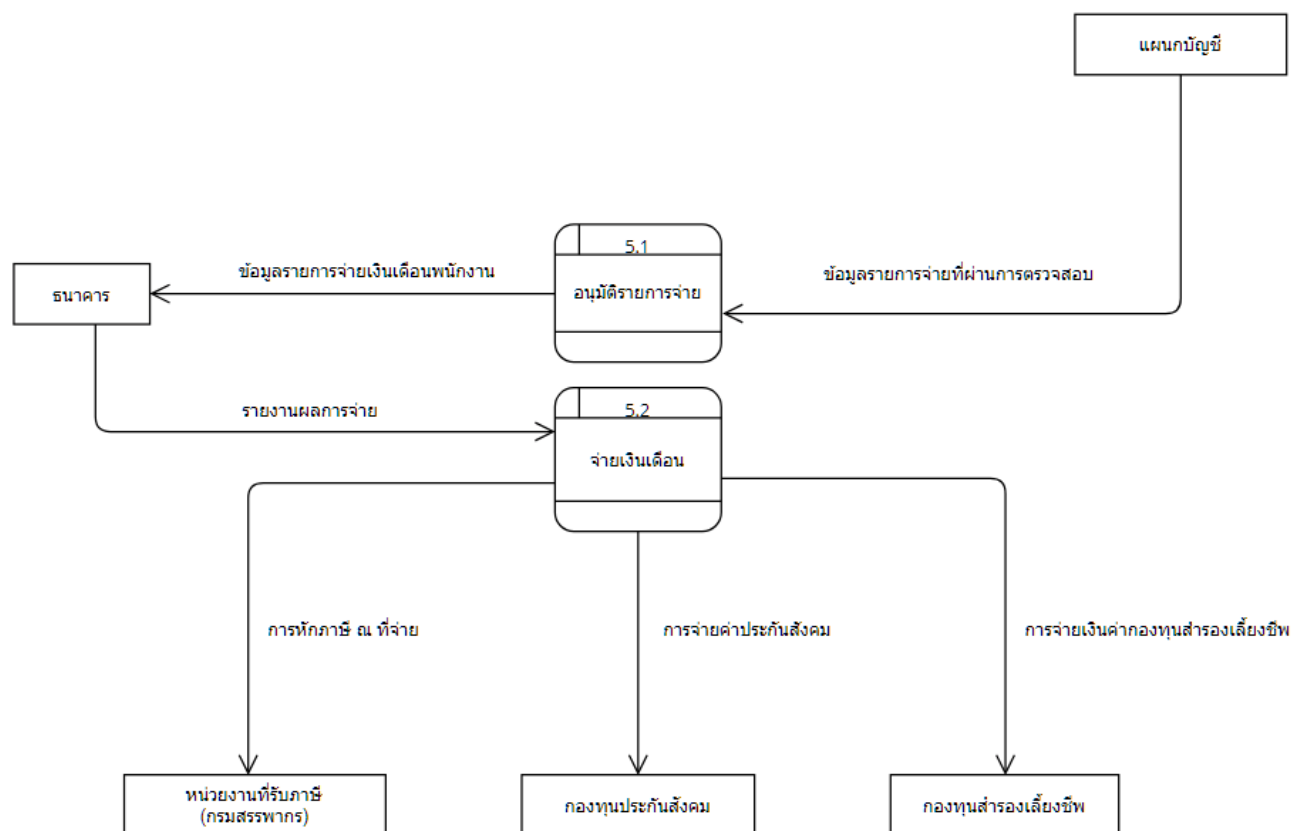 แผนกบัญชี
5.1
ข้อมูลรายการจ่ายเงินเดือนพนักงาน
ข้อมูลรายการจ่ายที่ผ่านการตรวจสอบ
ธนาคาร
อนุมัติรายการจ่าย
5.2
รายงานผลการจ่าย
จ่ายเงินเดือน
การหักภาษี ณ ที่จ่าย
การจ่ายค่าประกันสังคม
การจ่ายเงินค่ากองทุนสำรองเลี้ยงชีพ
หน่วยงานที่รับภาษี
(กรมสรรพากร)
กองทุนประกันสังคม
กองทุนสำรองเลี้ยงชีพ